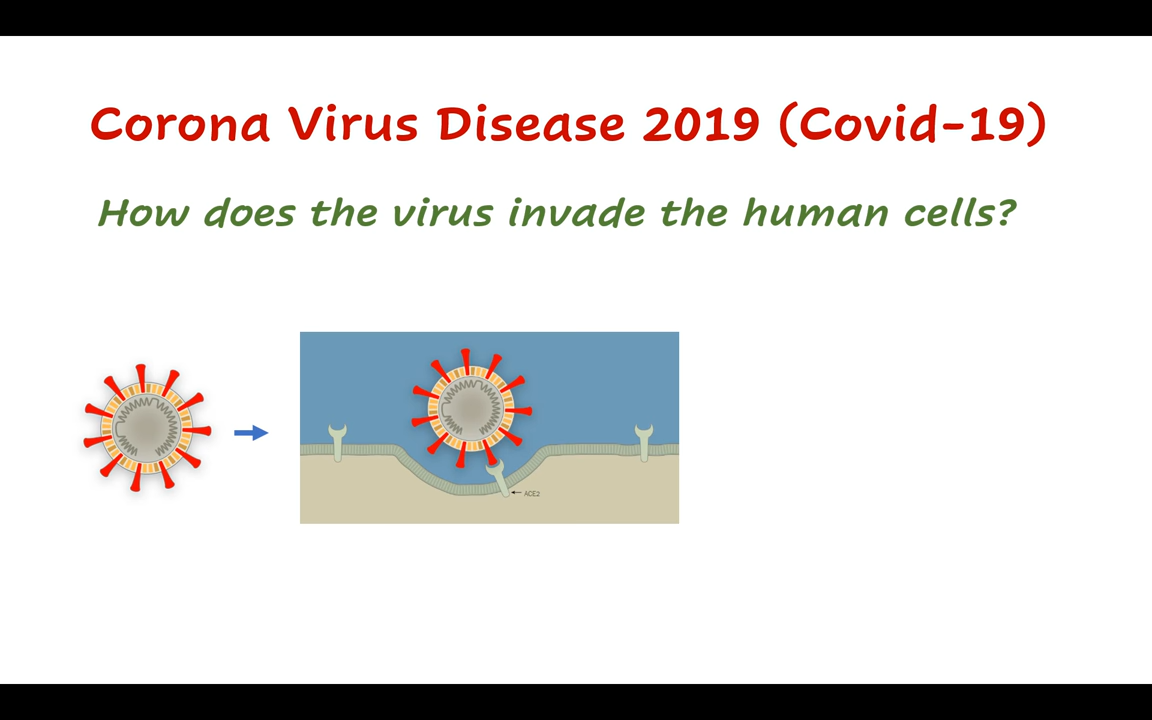 Corona Virus Disease 2019 (Covid-19)
How does the virus invade the human cells?
ACE2